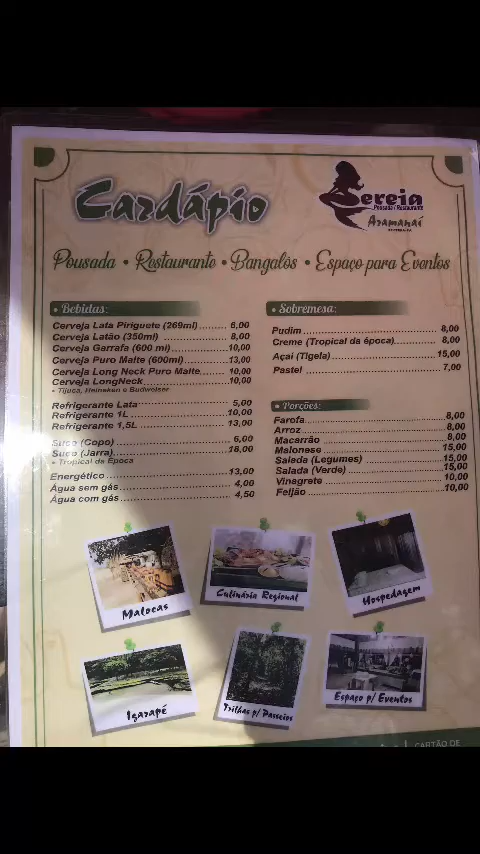 Cardápio
Sereia
Pousada e Restaurante
Aramanaí
Pousada • Restaurante • Bangalôs • Espaço para Eventos
• Bebidas:
Cerveja Lata Piriguete (269ml) 6,00
Cerveja Latão (350ml) 8,00
Cerveja Garrafa (600 ml) 10,00
Cerveja Puro Malte (600ml) 13,00
Cerveja Long Neck Puro Malte 10,00
Cerveja LongNeck 10,00
• Tijuca, Heineken e Budweiser
Refrigerante Lata 5,00
Refrigerante 1L 10,00
Refrigerante 1,5L 13,00
Suco (Copo) 6,00
Suco (Jarra) 18,00
• Tropical da Época
Energético 13,00
Água sem gás 4,00
Água com gás 4,50
• Sobremesa:
Pudim 8,00
Creme (Tropical da época) 8,00
Açaí (Tigela) 15,00
Pastel 7,00
• Porções:
Farofa 8,00
Arroz 8,00
Macarrão 8,00
Maionese 15,00
Salada (Legumes) 15,00
Salada (Verde) 15,00
Vinagrete 10,00
Feijão 10,00
Malocas
Culinária Regional
Hospedagem
Igarapé
Trilhas p/ Passeios
Espaço p/ Eventos
CARTÃO DE